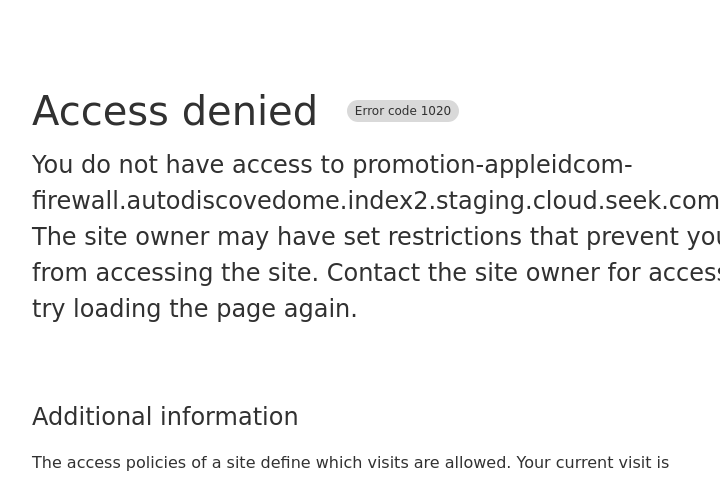 Access denied
Error code 1020
You do not have access to promotion-appleidcom-
firewall.autodiscovedome.index2.staging.cloud.seek.com
The site owner may have set restrictions that prevent you
from accessing the site. Contact the site owner for access
try loading the page again.
Additional information
The access policies of a site define which visits are allowed. Your current visit is